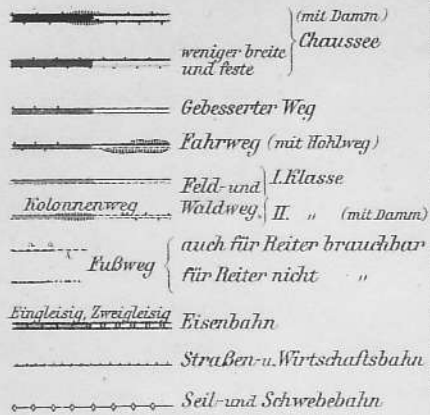 (mit Damm)
Chaussee
weniger breite
und feste
Gebesserter Weg
Fahrweg (mit Hohlweg)
Feld- und I. Klasse
Kolonnenweg Waldweg. II. „ (mit Damm)
auch für Reiter brauchbar
Fußweg
für Reiter nicht „
Eingleisig, Zweigleisig Eisenbahn
Straßen-u. Wirtschaftsbahn
Seil-und Schwebebahn